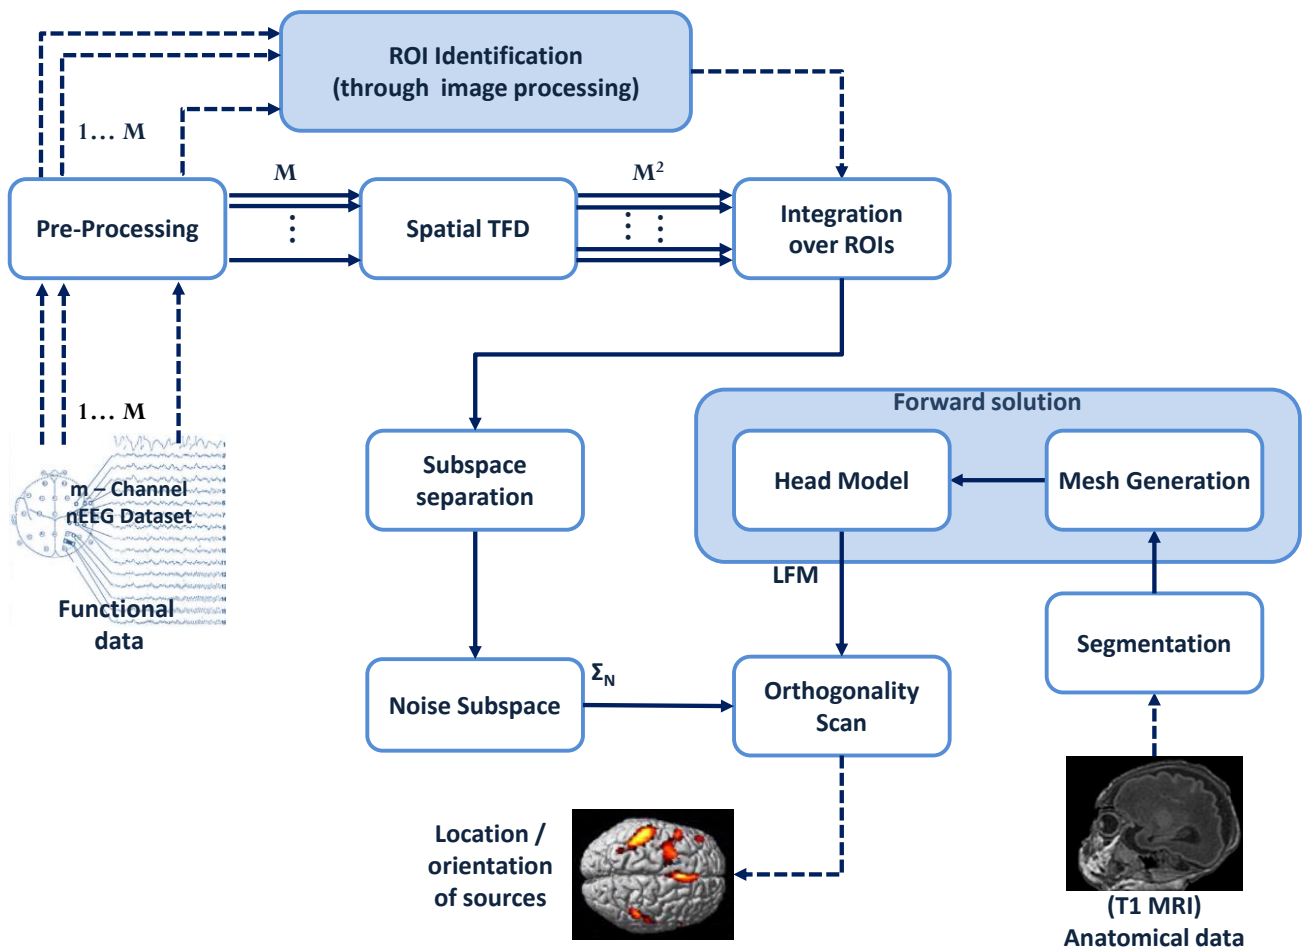 ROI Identification
(through image processing)
1… M
M
M²
Pre-Processing
Spatial TFD
Integration
over ROIs
1… M
m – Channel
nEEG Dataset
Functional
data
Subspace
separation
Forward solution
Head Model
Mesh Generation
LFM
Segmentation
Noise Subspace
Σ_N
Orthogonality
Scan
Location /
orientation
of sources
(T1 MRI)
Anatomical data